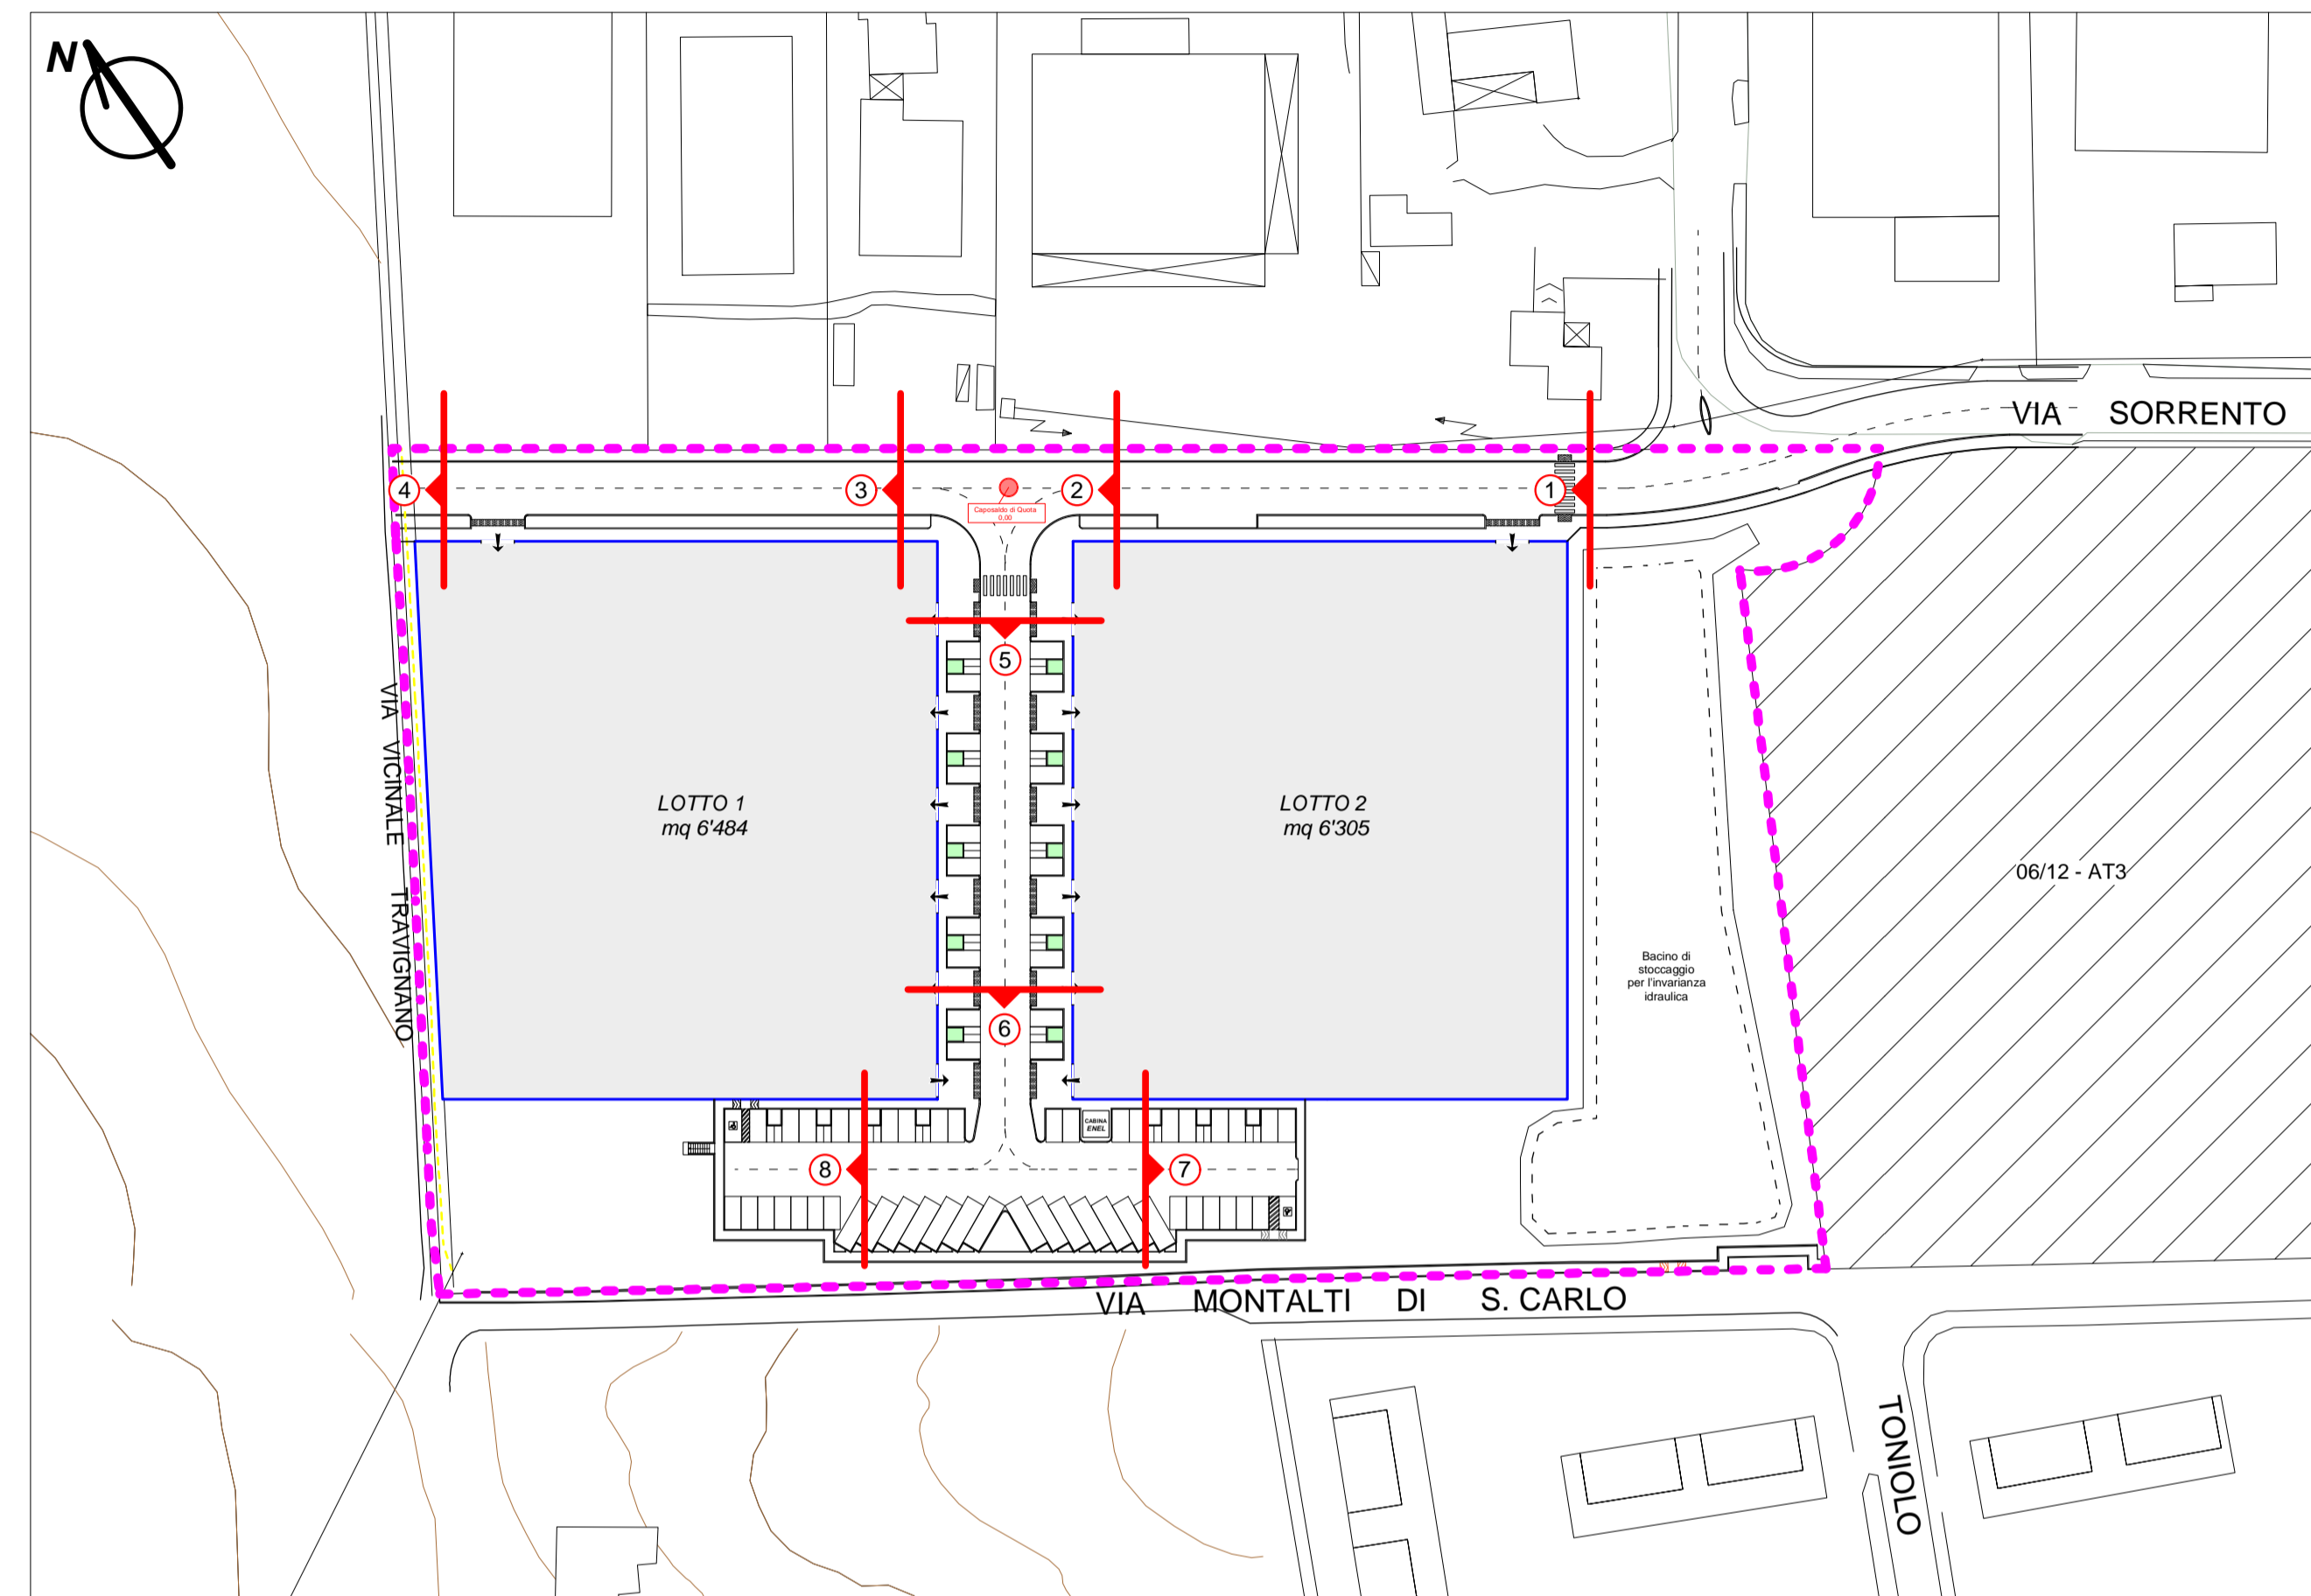 N
VIA SORRENTO
4
3
2
1
Caposaldo di Quota
0,00
5
VIA VICINALE TRAVIGNANO
LOTTO 1
mq 6'484
LOTTO 2
mq 6'305
06/12 - AT3
Bacino di
stoccaggio
per l'invarianza
idraulica
6
CABINA
ENEL
8
7
VIA MONTALTI DI S. CARLO
TONIOLO